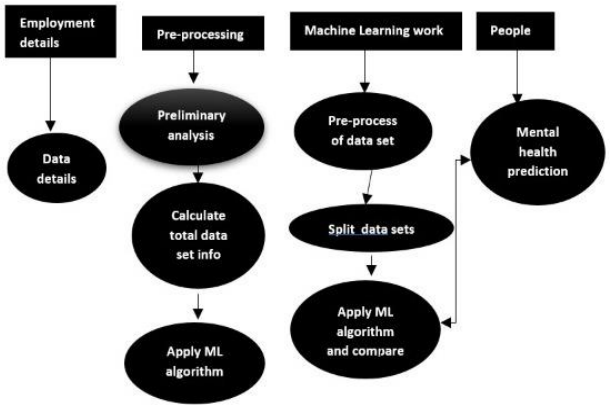 Employment
details
Pre-processing
Machine Learning work
People
Preliminary
analysis
Pre-process
of data set
Mental
health
prediction
Data
details
Calculate
total data
set info
Split data sets
Apply ML
algorithm
Apply ML
algorithm
and compare